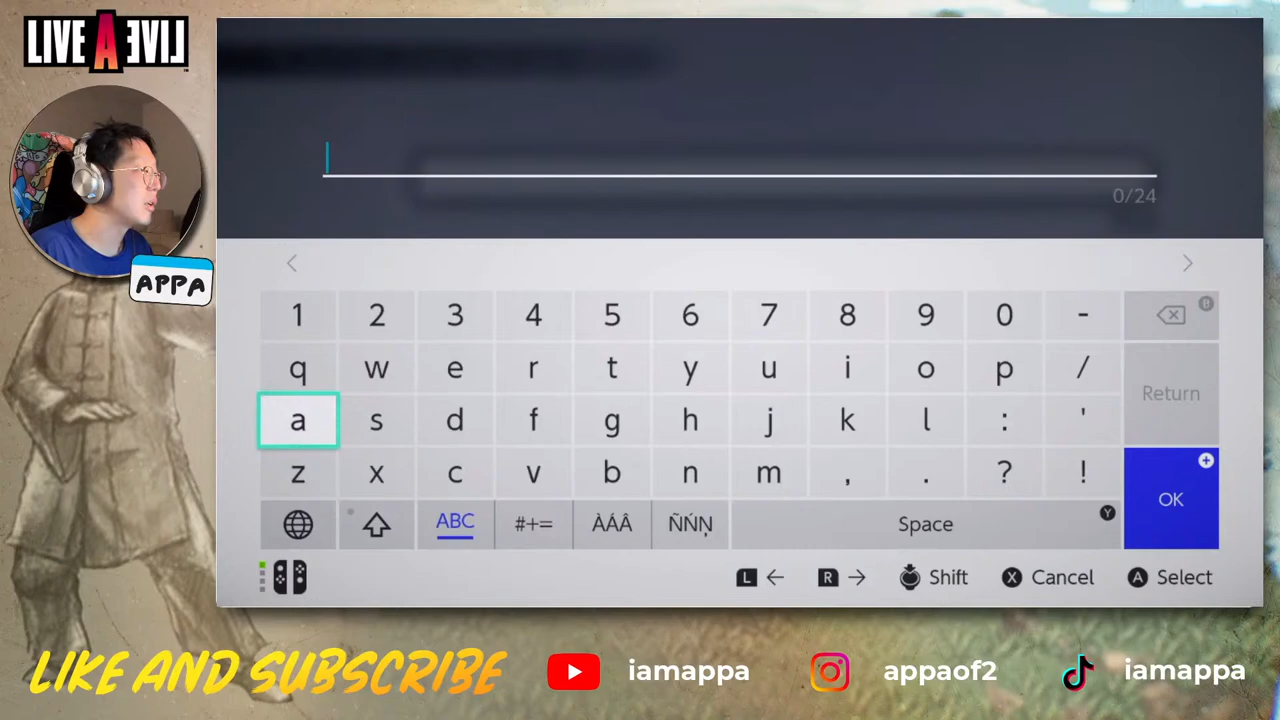 LIVE A LIVE
APPA
0/24
1 2 3 4 5 6 7 8 9 0 -
q w e r t y u i o p /
Return
a s d f g h j k l : '
z x c v b n m , . ? !
OK
ABC #+= ÀÁÂ ÑŃŅ Space Y
L ← R → Shift X Cancel A Select
LIKE AND SUBSCRIBE iamappa appaof2 iamappa